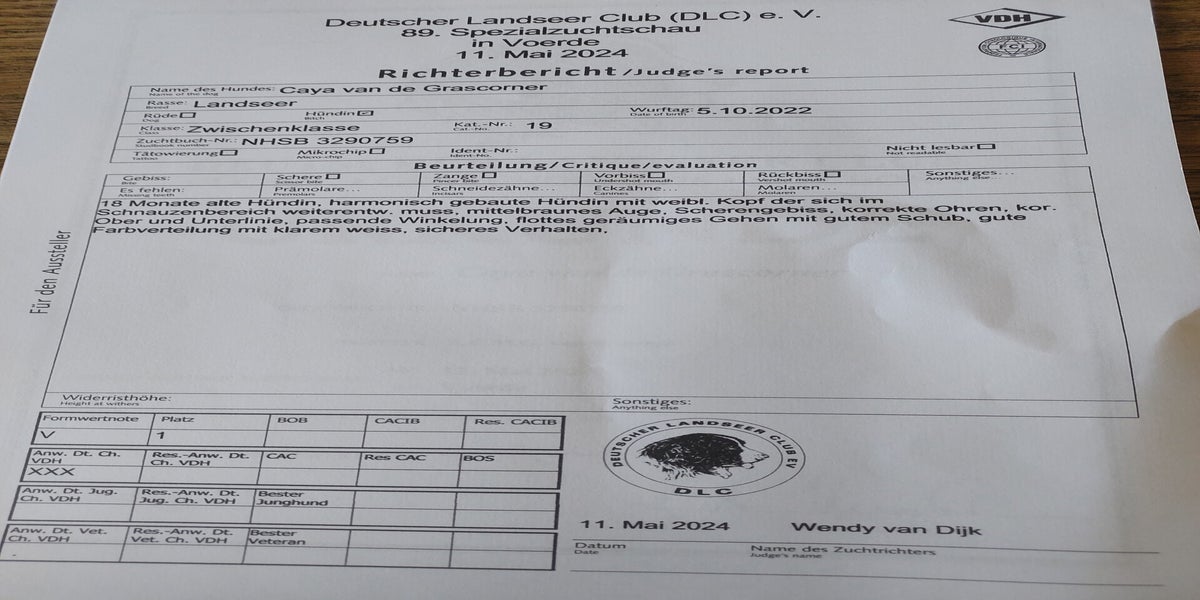 Deutscher Landseer Club (DLC) e. V.
89. Spezialzuchtschau
in Voerde
11. Mai 2024
VDH
FCI
Richterbericht/Judge's report
Name des Hundes: Caya van de Grascorner
Name of the dog
Rasse: Landseer
Breed
Rüde Hündin Wurftag: 5.10.2022
Dog Bitch Date of birth
Klasse: Zwischenklasse Kat.-Nr.: 19
Class Cat.-No.
Zuchtbuch-Nr.: NHSB 3290759
Studbook number
Tätowierung Mikrochip Ident-Nr.: Nicht lesbar
Tattoo Micro-chip Ident-No. Not readable
Beurteilung/Critique/evaluation
Gebiss: Schere Zange Vorbiss Rückbiss Sonstiges...
Bite Scissor bite Pincer bite Undershot mouth Vershot mouth Anything else...
Es fehlen: Prämolare... Schneidezähne... Eckzähne... Molaren...
Missing teeth Premolars Incisors Canines Molaren
18 Monate alte Hündin, harmonisch gebaute Hündin mit weibl. Kopf der sich im
Schnauzenbereich weiterentw. muss, mittelbraunes Auge, Scherengebiss, korrekte Ohren, kor.
Ober und Unterlinie, passende Winkelung, flottes geräumiges Gehen mit gutem Schub, gute
Farbverteilung mit klarem weiss, sicheres Verhalten,
Für den Aussteller
Widerristhöhe: Sonstiges:
Height at withers Anything else
Formwertnote Platz BOB CACIB Res. CACIB
V 1
Anw. Dt. Ch. VDH Res.-Anw. Dt. Ch. VDH CAC Res CAC BOS
XXX
Anw. Dt. Jug. Ch. VDH Res.-Anw. Dt. Jug. Ch. VDH Bester Junghund
Anw. Dt. Vet. Ch. VDH Res.-Anw. Dt. Vet. Ch. VDH Bester Veteran
DEUTSCHER LANDSEER CLUB EV
DLC
11. Mai 2024 Wendy van Dijk
Datum Name des Zuchtrichters
Date Judge's name